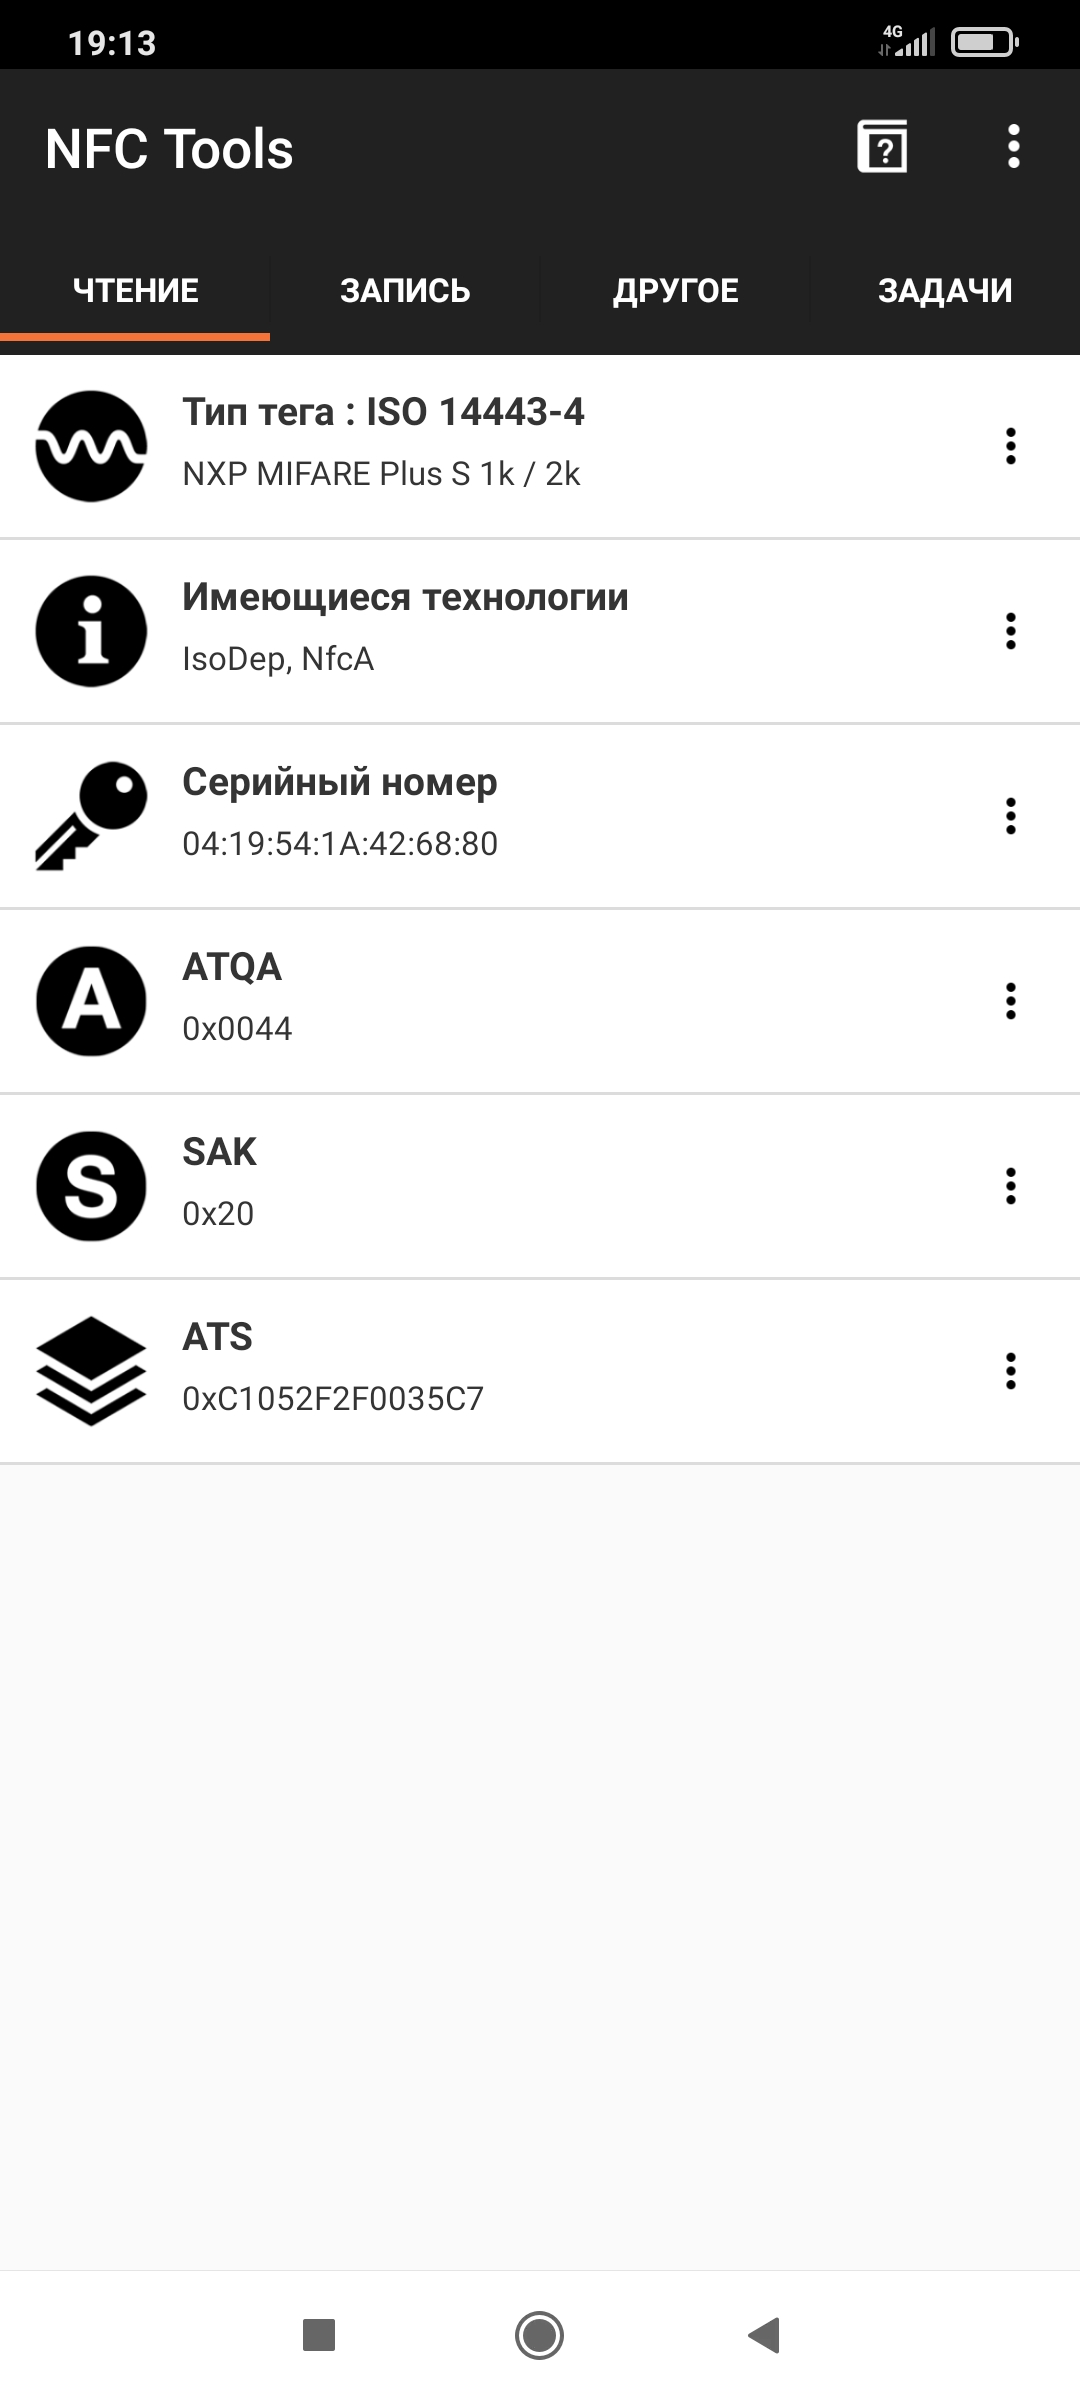 19:13
4G
NFC Tools
ЧТЕНИЕ
ЗАПИСЬ
ДРУГОЕ
ЗАДАЧИ
Тип тега : ISO 14443-4
NXP MIFARE Plus S 1k / 2k
Имеющиеся технологии
IsoDep, NfcA
Серийный номер
04:19:54:1A:42:68:80
A
ATQA
0x0044
S
SAK
0x20
ATS
0xC1052F2F0035C7